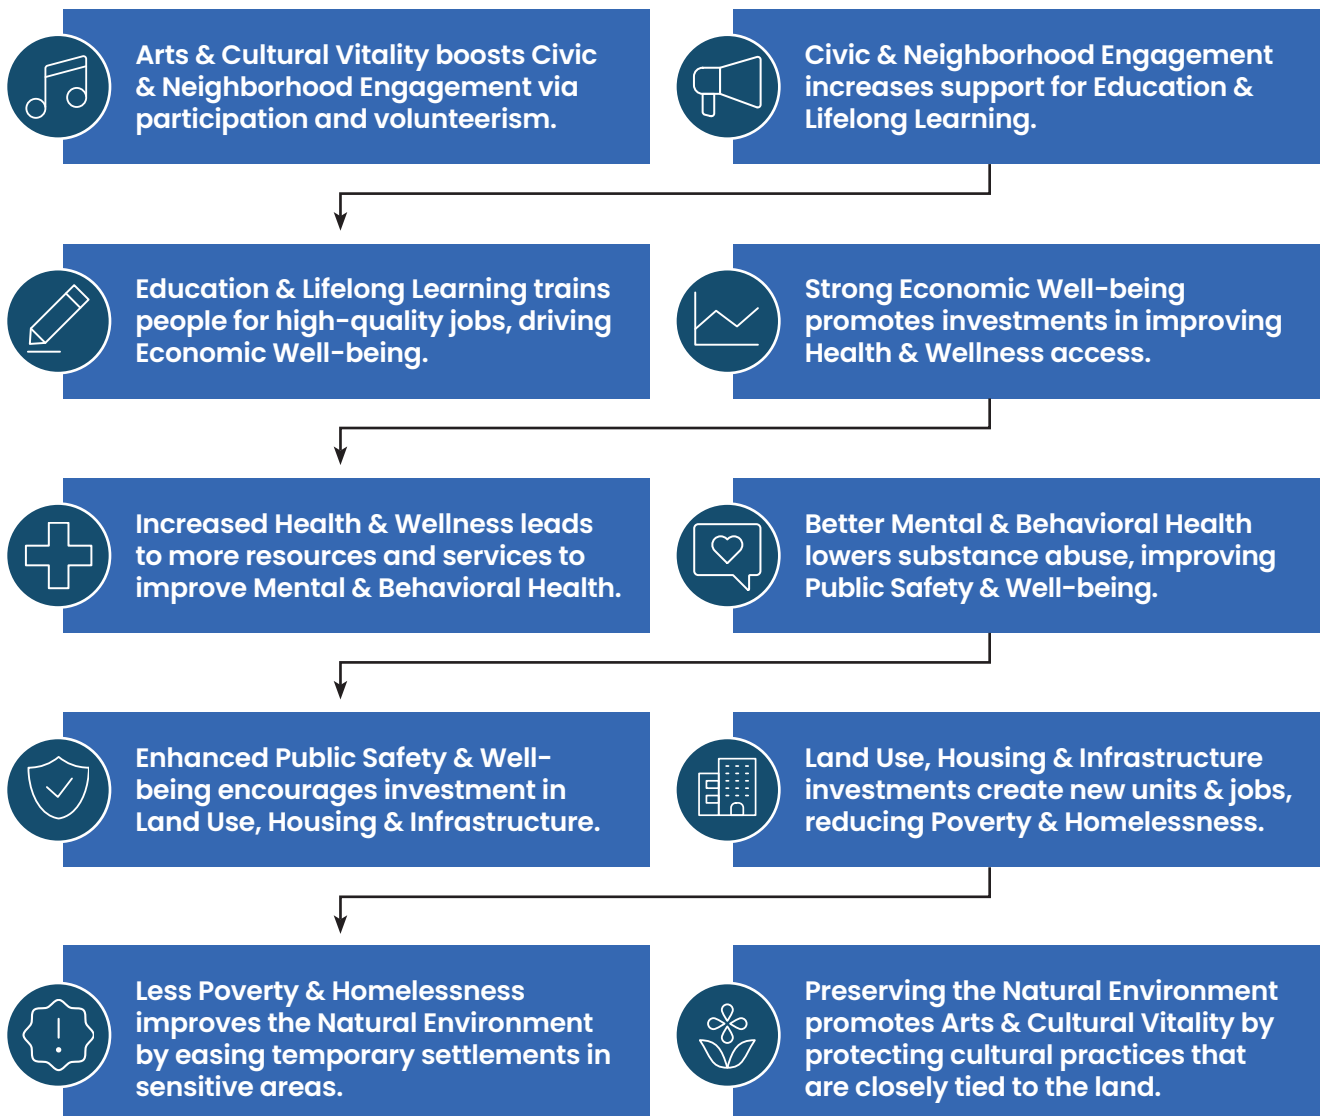 Arts & Cultural Vitality boosts Civic
& Neighborhood Engagement via
participation and volunteerism.
Civic & Neighborhood Engagement
increases support for Education &
Lifelong Learning.
Education & Lifelong Learning trains
people for high-quality jobs, driving
Economic Well-being.
Strong Economic Well-being
promotes investments in improving
Health & Wellness access.
Increased Health & Wellness leads
to more resources and services to
improve Mental & Behavioral Health.
Better Mental & Behavioral Health
lowers substance abuse, improving
Public Safety & Well-being.
Enhanced Public Safety & Well-
being encourages investment in
Land Use, Housing & Infrastructure.
Land Use, Housing & Infrastructure
investments create new units & jobs,
reducing Poverty & Homelessness.
Less Poverty & Homelessness
improves the Natural Environment
by easing temporary settlements in
sensitive areas.
Preserving the Natural Environment
promotes Arts & Cultural Vitality by
protecting cultural practices that
are closely tied to the land.